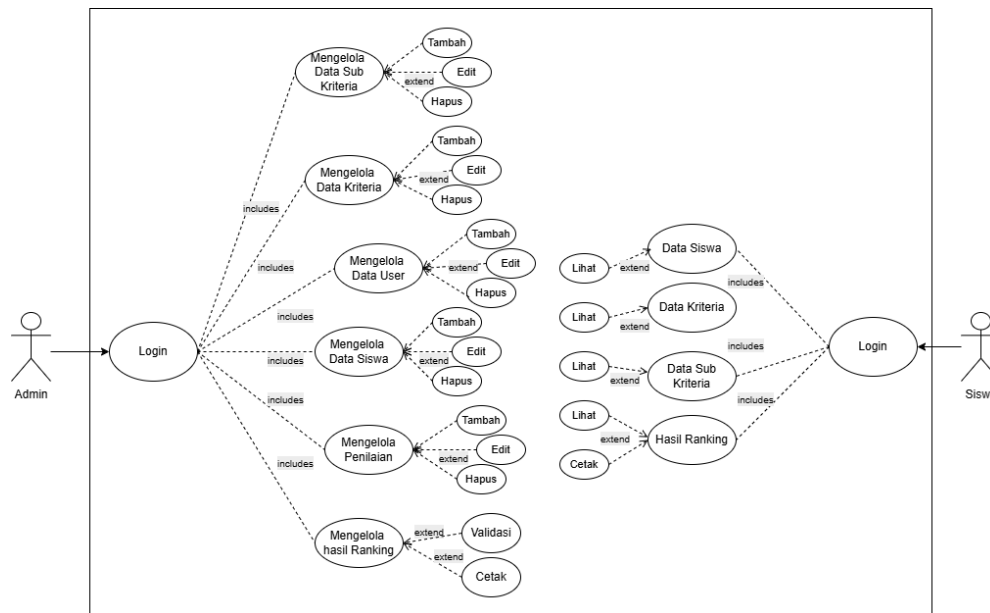 Tambah
Mengelola
Data Sub
Kriteria
Edit
extend
Hapus
Tambah
Mengelola
Data Kriteria
Edit
extend
Hapus
includes
Tambah
Mengelola
Data User
Edit
extend
Hapus
includes
Tambah
Mengelola
Data Siswa
Edit
extend
Hapus
includes
includes
Login
Admin
Tambah
Mengelola
Penilaian
Edit
extend
Hapus
includes
includes
Mengelola
hasil Ranking
extend
Validasi
extend
Cetak
Data Siswa
Lihat
extend
includes
Data Kriteria
Lihat
extend
includes
Data Sub
Kriteria
Lihat
extend
includes
Lihat
Hasil Ranking
extend
Cetak
Login
Sisw